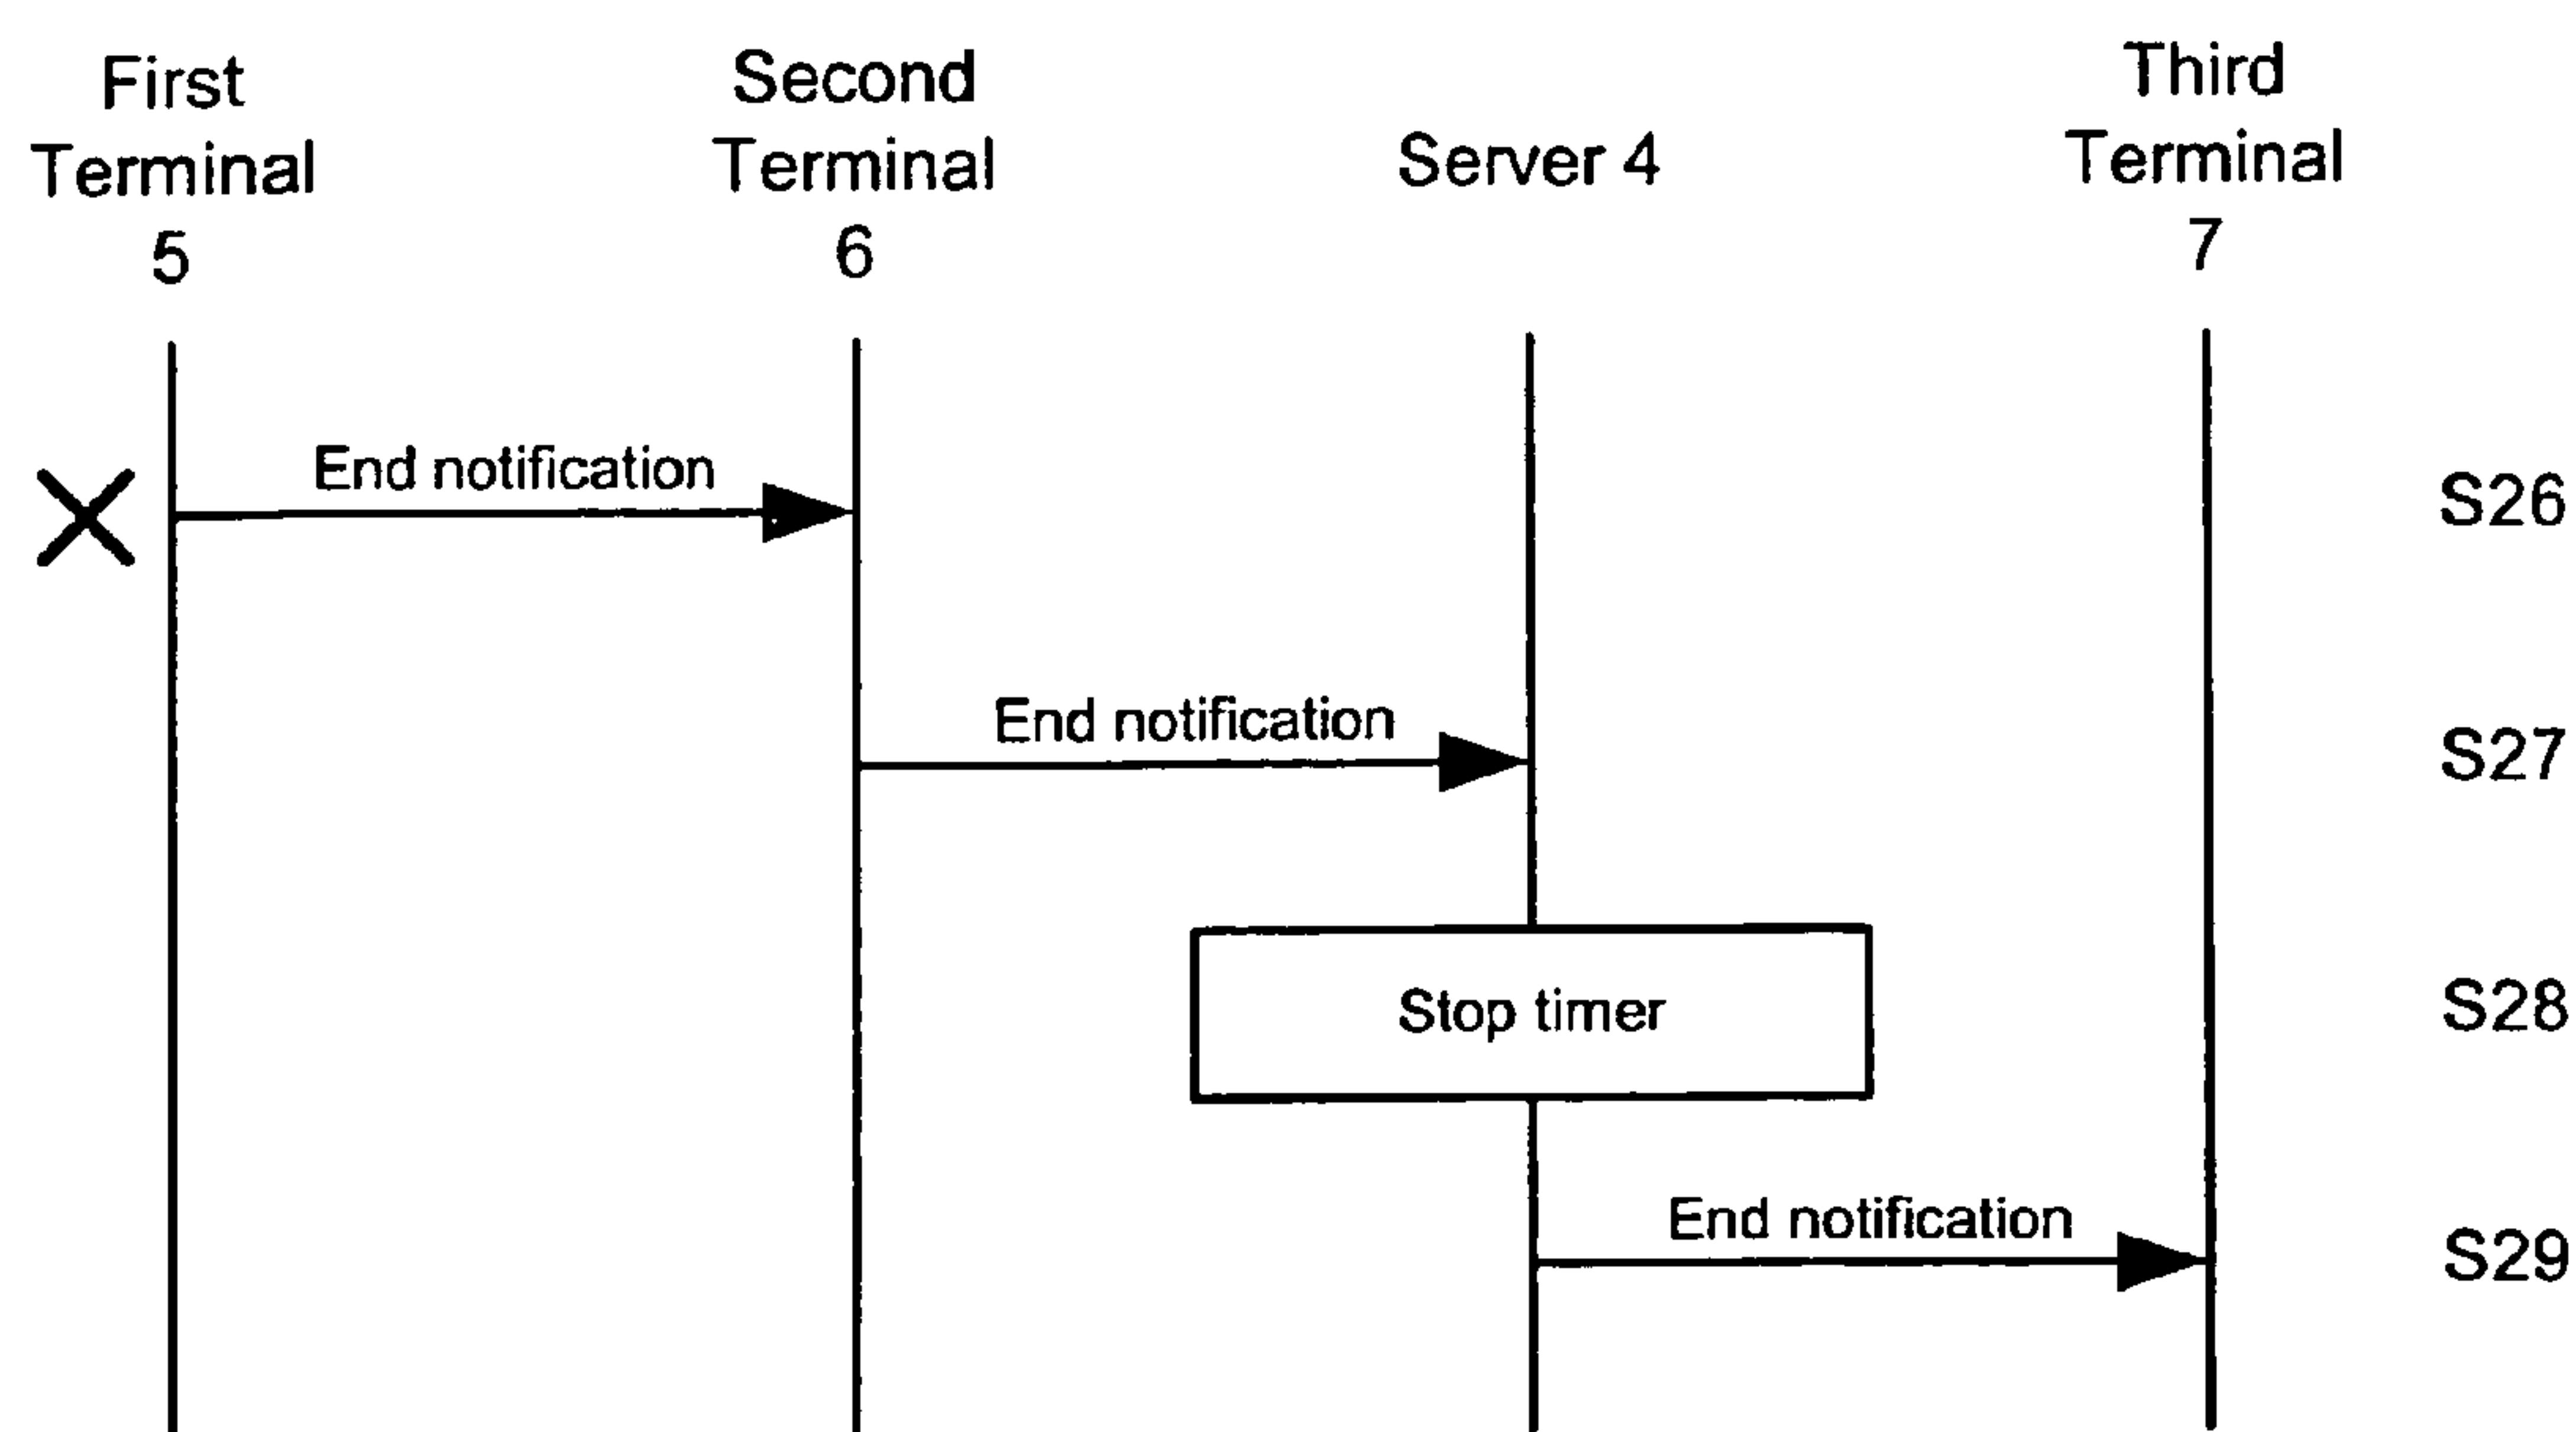 First
Terminal
5
Second
Terminal
6
Server 4
Third
Terminal
7
End notification
S26
End notification
S27
Stop timer
S28
End notification
S29